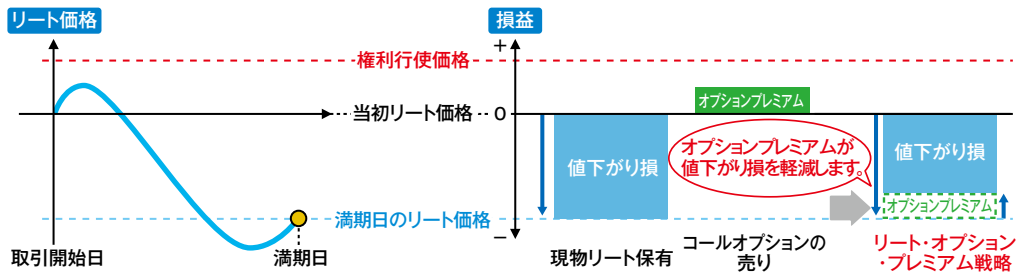 リート価格
損益
+
権利行使価格
オプションプレミアム
当初リート価格
0
値下がり損
オプションプレミアムが
値下がり損を軽減します。
値下がり損
オプションプレミアム
満期日のリート価格
−
取引開始日
満期日
現物リート保有
コールオプションの
売り
リート・オプション
・プレミアム戦略